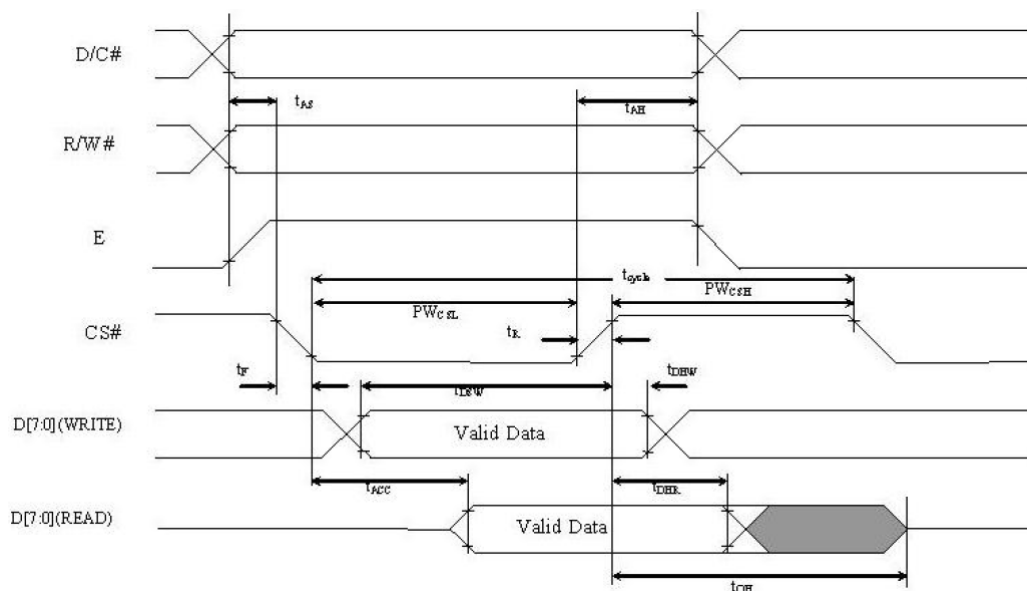 D/C#
tAS
tAH
R/W#
E
tcycle
PWCSH
PWCSL
CS#
tR
tF
tDSW
tDHW
D[7:0](WRITE)
Valid Data
tACC
tDHR
D[7:0](READ)
Valid Data
tOH